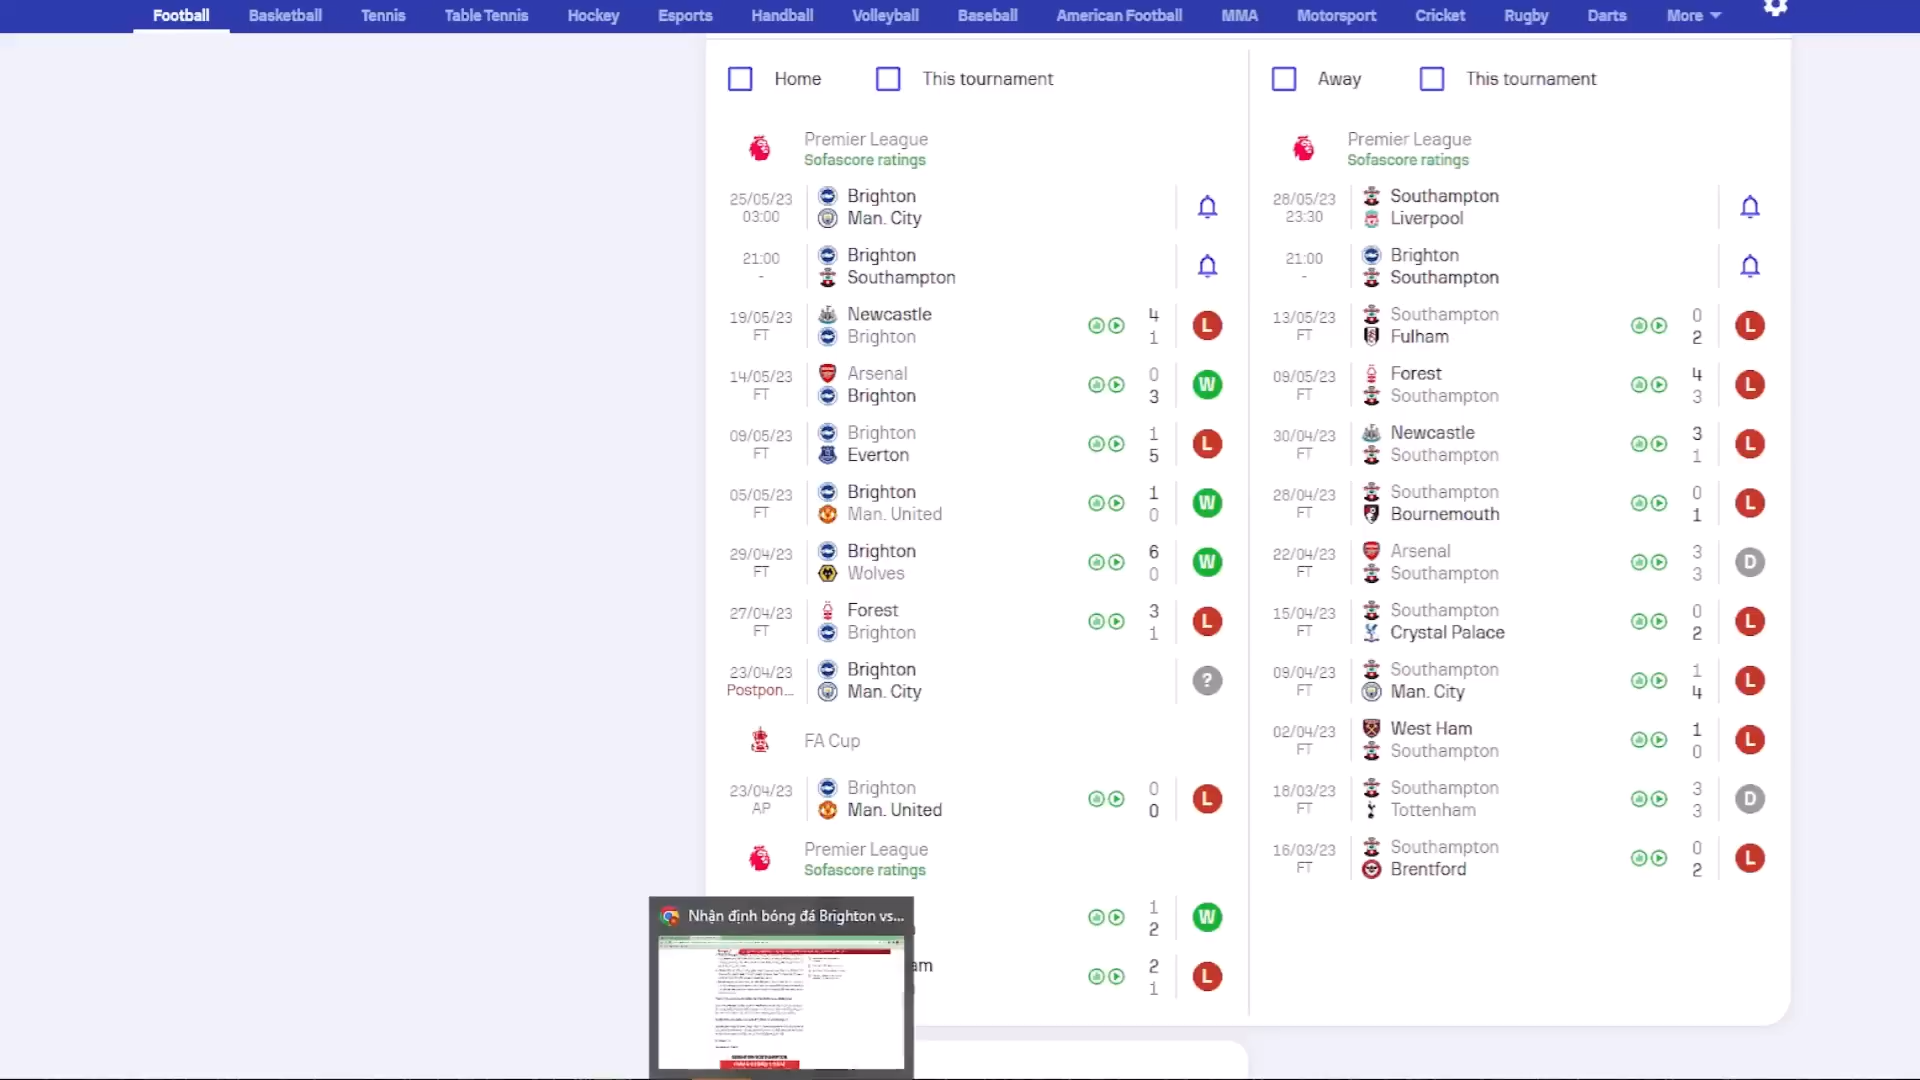 Football Basketball Tennis Table Tennis Hockey Esports Handball Volleyball Baseball American Football MMA Motorsport Cricket Rugby Darts More
Home This tournament
Premier League
Sofascore ratings
25/05/23 Brighton
03:00 Man. City
21:00 Brighton
- Southampton
19/05/23 Newcastle 4
FT Brighton 1 L
14/05/23 Arsenal 0
FT Brighton 3 W
09/05/23 Brighton 1
FT Everton 5 L
05/05/23 Brighton 1
FT Man. United 0 W
29/04/23 Brighton 6
FT Wolves 0 W
27/04/23 Forest 3
FT Brighton 1 L
23/04/23 Brighton
Postpon... Man. City ?
FA Cup
23/04/23 Brighton 0
AP Man. United 0 L
Premier League
Sofascore ratings
1
2 W
am 2
1 L
Away This tournament
Premier League
Sofascore ratings
28/05/23 Southampton
23:30 Liverpool
21:00 Brighton
- Southampton
13/05/23 Southampton 0
FT Fulham 2 L
09/05/23 Forest 4
FT Southampton 3 L
30/04/23 Newcastle 3
FT Southampton 1 L
28/04/23 Southampton 0
FT Bournemouth 1 L
22/04/23 Arsenal 3
FT Southampton 3 D
15/04/23 Southampton 0
FT Crystal Palace 2 L
09/04/23 Southampton 1
FT Man. City 4 L
02/04/23 West Ham 1
FT Southampton 0 L
18/03/23 Southampton 3
FT Tottenham 3 D
16/03/23 Southampton 0
FT Brentford 2 L
Nhận định bóng đá Brighton vs...